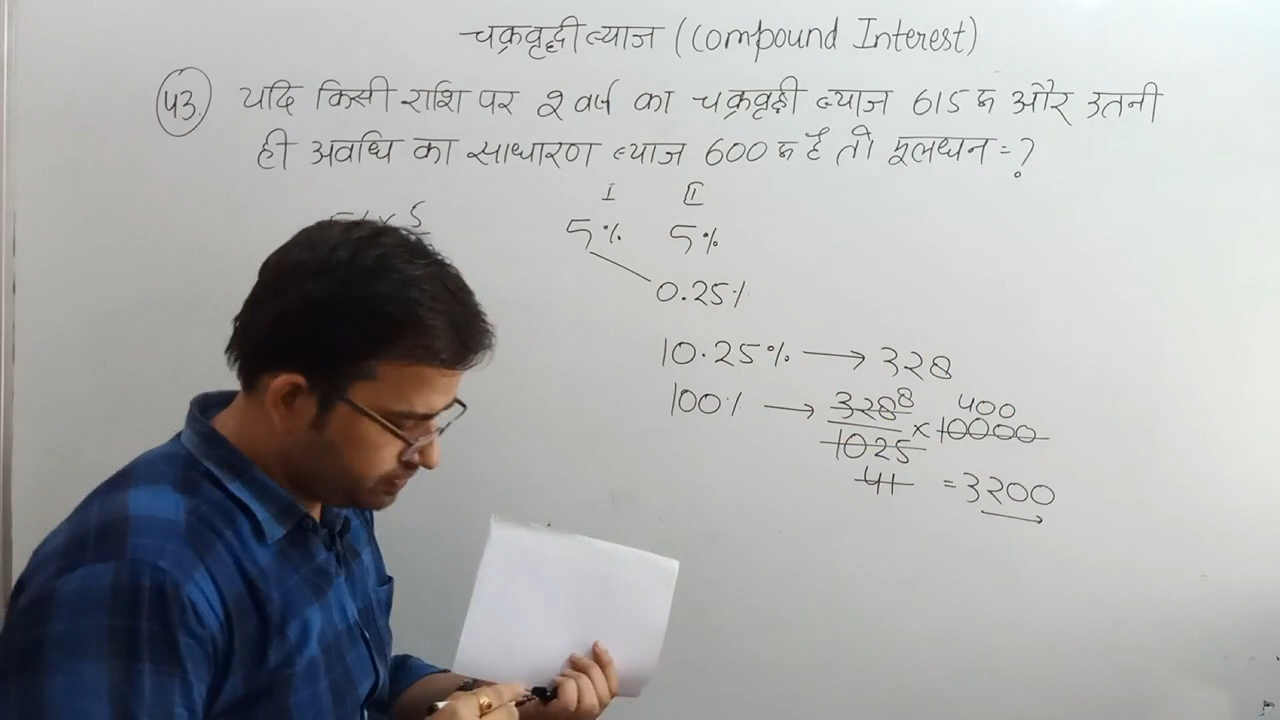 चक्रवृद्धी ब्याज (Compound Interest)
43. यदि किसी राशि पर 2 वर्ष का चक्रवृद्धी ब्याज 615 रू और उतनी
ही अवधि का साधारण ब्याज 600 रू है तो मूलधन = ?
I II
5% 5%
0.25%
10.25% → 328
100% → 328 8 / 1025 41 × 10000 400
= 3200